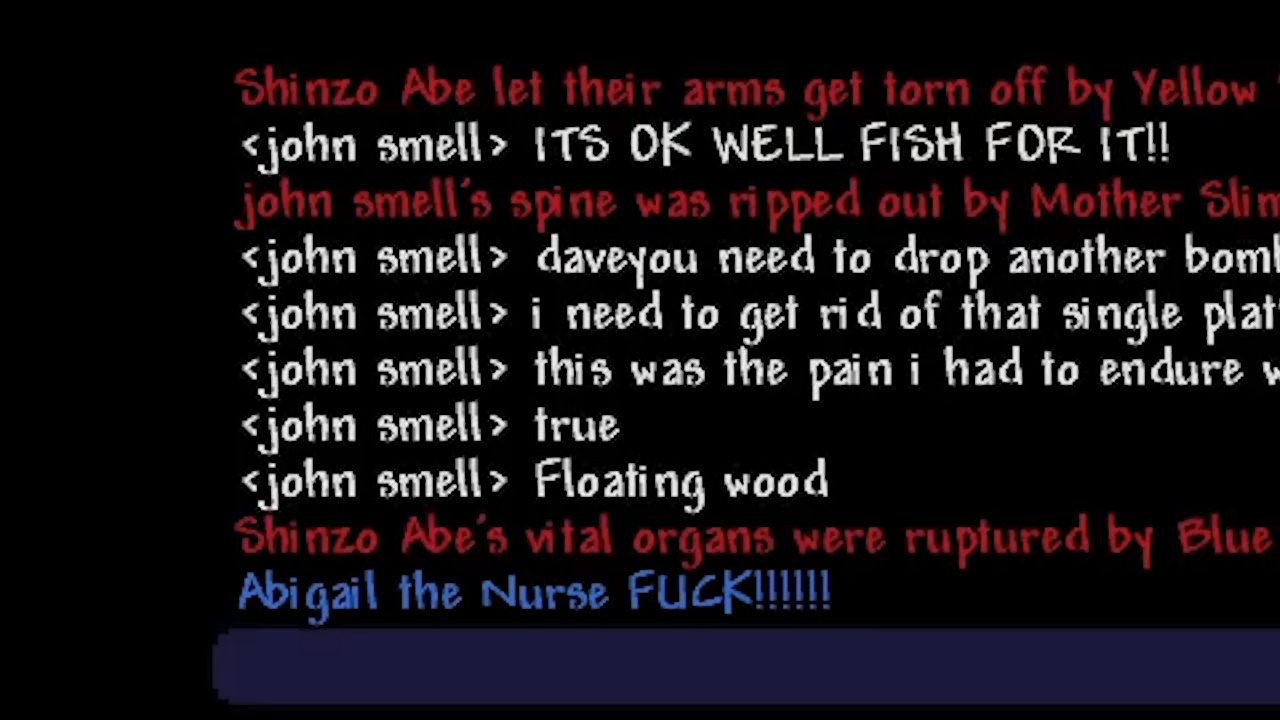 Shinzo Abe let their arms get torn off by Yellow
<john smell> ITS OK WELL FISH FOR IT!!
john smell's spine was ripped out by Mother Slim
<john smell> daveyou need to drop another bomb
<john smell> i need to get rid of that single plat
<john smell> this was the pain i had to endure w
<john smell> true
<john smell> Floating wood
Shinzo Abe's vital organs were ruptured by Blue
Abigail the Nurse FUCK!!!!!!